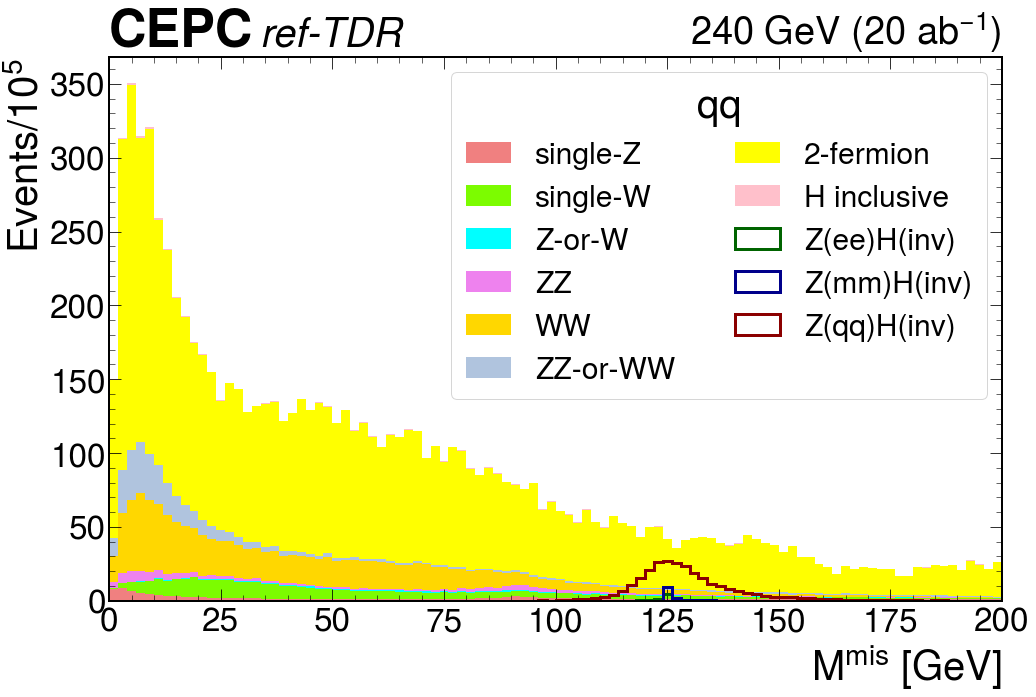 CEPC ref-TDR 240 GeV (20 ab⁻¹)
Events/10⁵
350
300
250
200
150
100
50
0
qq
single-Z
single-W
Z-or-W
ZZ
WW
ZZ-or-WW
2-fermion
H inclusive
Z(ee)H(inv)
Z(mm)H(inv)
Z(qq)H(inv)
0 25 50 75 100 125 150 175 200
Mᵐⁱˢ [GeV]